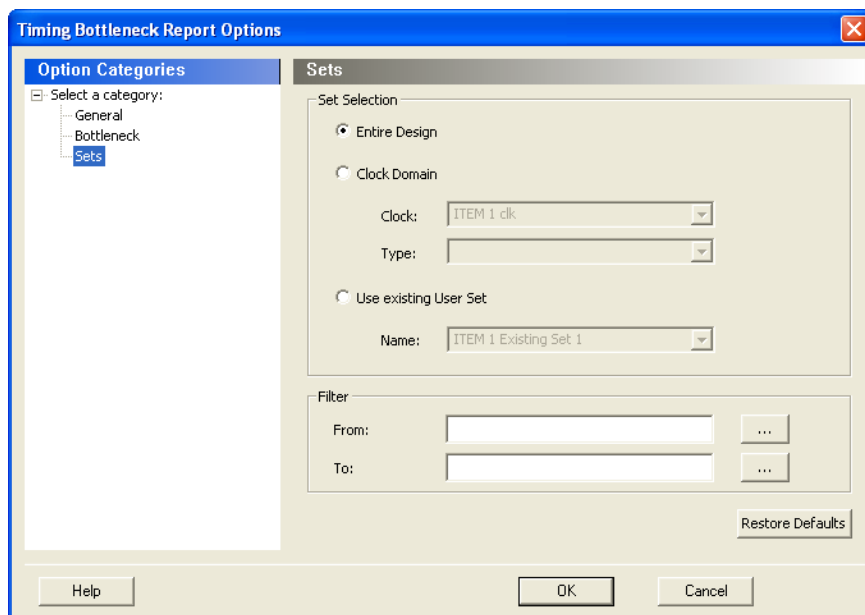 Timing Bottleneck Report Options
Option Categories
Select a category:
General
Bottleneck
Sets
Sets
Set Selection
Entire Design
Clock Domain
Clock: ITEM 1 clk
Type:
Use existing User Set
Name: ITEM 1 Existing Set 1
Filter
From: ...
To: ...
Restore Defaults
Help OK Cancel